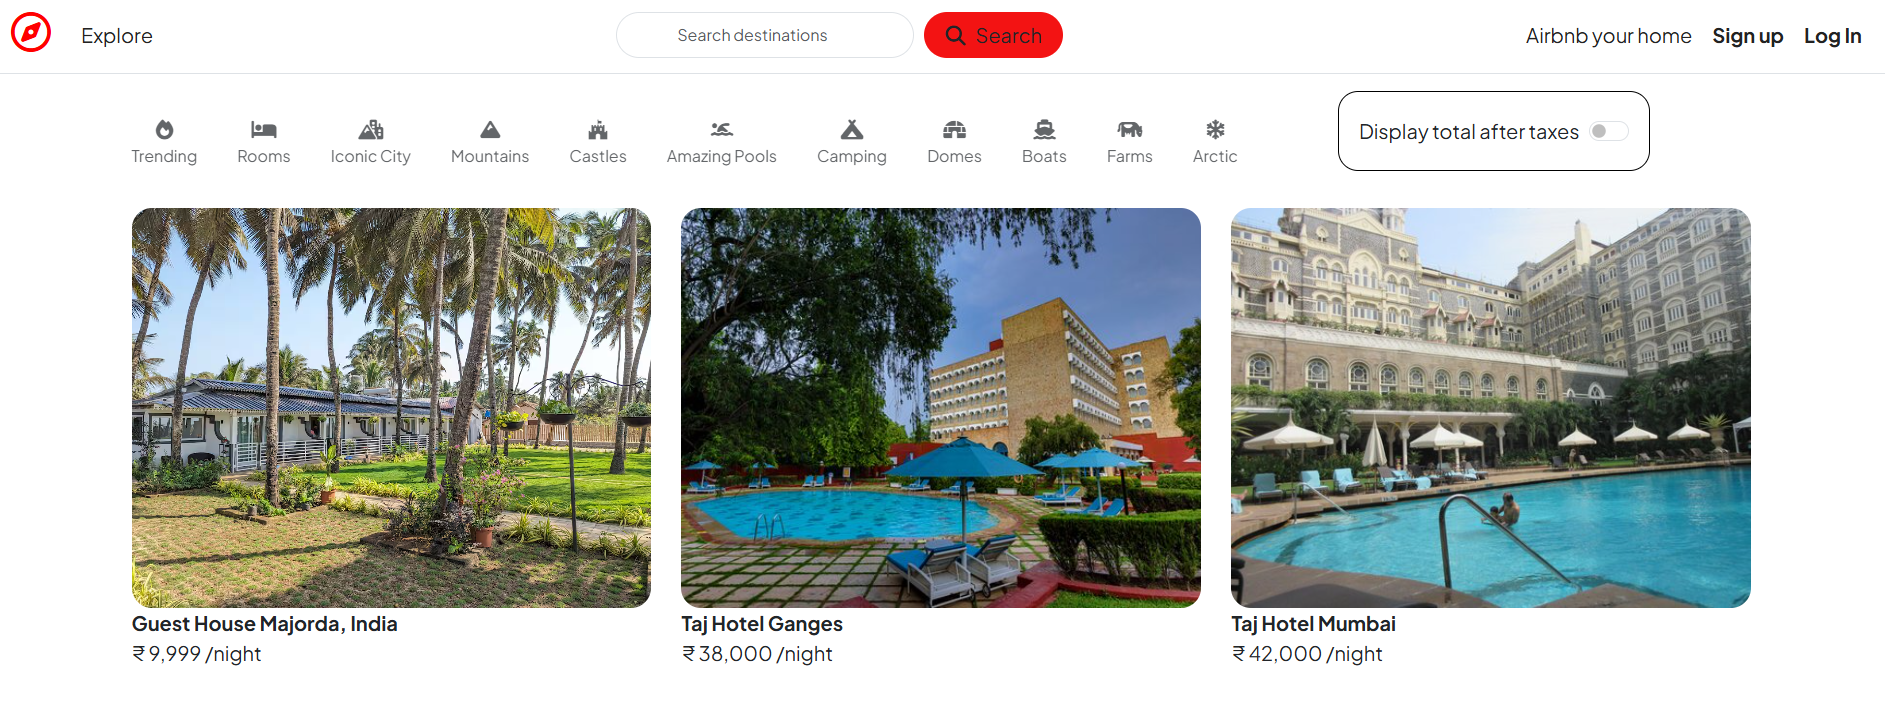 Explore
Search destinations
Search
Airbnb your home
Sign up
Log In
Trending
Rooms
Iconic City
Mountains
Castles
Amazing Pools
Camping
Domes
Boats
Farms
Arctic
Display total after taxes
Guest House Majorda, India
₹ 9,999 /night
Taj Hotel Ganges
₹ 38,000 /night
Taj Hotel Mumbai
₹ 42,000 /night